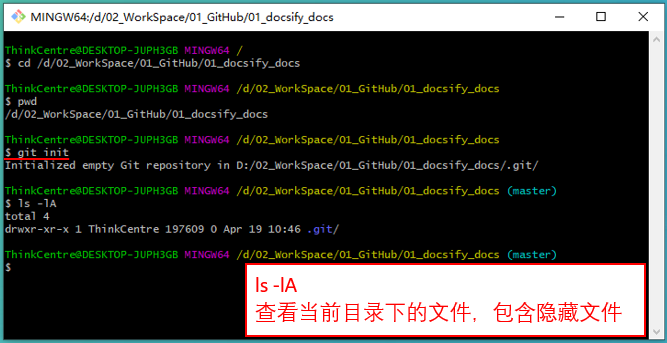 MINGW64:/d/02_WorkSpace/01_GitHub/01_docsify_docs
ThinkCentre@DESKTOP-JUPH3GB MINGW64 /
$ cd /d/02_WorkSpace/01_GitHub/01_docsify_docs
ThinkCentre@DESKTOP-JUPH3GB MINGW64 /d/02_WorkSpace/01_GitHub/01_docsify_docs
$ pwd
/d/02_WorkSpace/01_GitHub/01_docsify_docs
ThinkCentre@DESKTOP-JUPH3GB MINGW64 /d/02_WorkSpace/01_GitHub/01_docsify_docs
$ git init
Initialized empty Git repository in D:/02_WorkSpace/01_GitHub/01_docsify_docs/.git/
ThinkCentre@DESKTOP-JUPH3GB MINGW64 /d/02_WorkSpace/01_GitHub/01_docsify_docs (master)
$ ls -lA
total 4
drwxr-xr-x 1 ThinkCentre 197609 0 Apr 19 10:46 .git/
ThinkCentre@DESKTOP-JUPH3GB MINGW64 /d/02_WorkSpace/01_GitHub/01_docsify_docs (master)
$
ls -lA
查看当前目录下的文件，包含隐藏文件